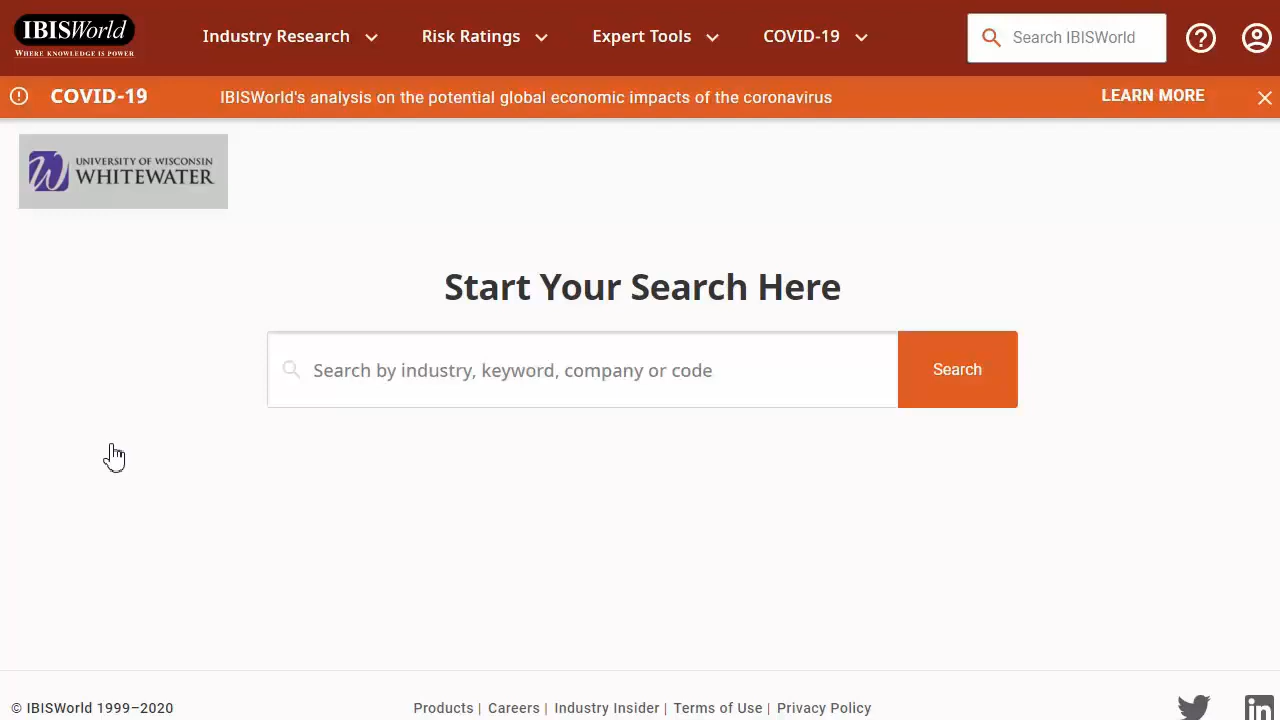 IBISWorld
WHERE KNOWLEDGE IS POWER
Industry Research
Risk Ratings
Expert Tools
COVID-19
Search IBISWorld
COVID-19
IBISWorld's analysis on the potential global economic impacts of the coronavirus
LEARN MORE
UNIVERSITY OF WISCONSIN
WHITEWATER
Start Your Search Here
Search by industry, keyword, company or code
Search
© IBISWorld 1999–2020
Products | Careers | Industry Insider | Terms of Use | Privacy Policy